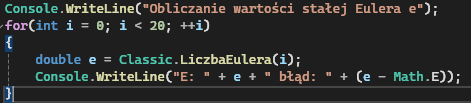 Console.WriteLine("Obliczanie wartości stałej Eulera e");
for(int i = 0; i < 20; ++i)
{
double e = Classic.LiczbaEulera(i);
Console.WriteLine("E: " + e + " błąd: " + (e - Math.E));
}